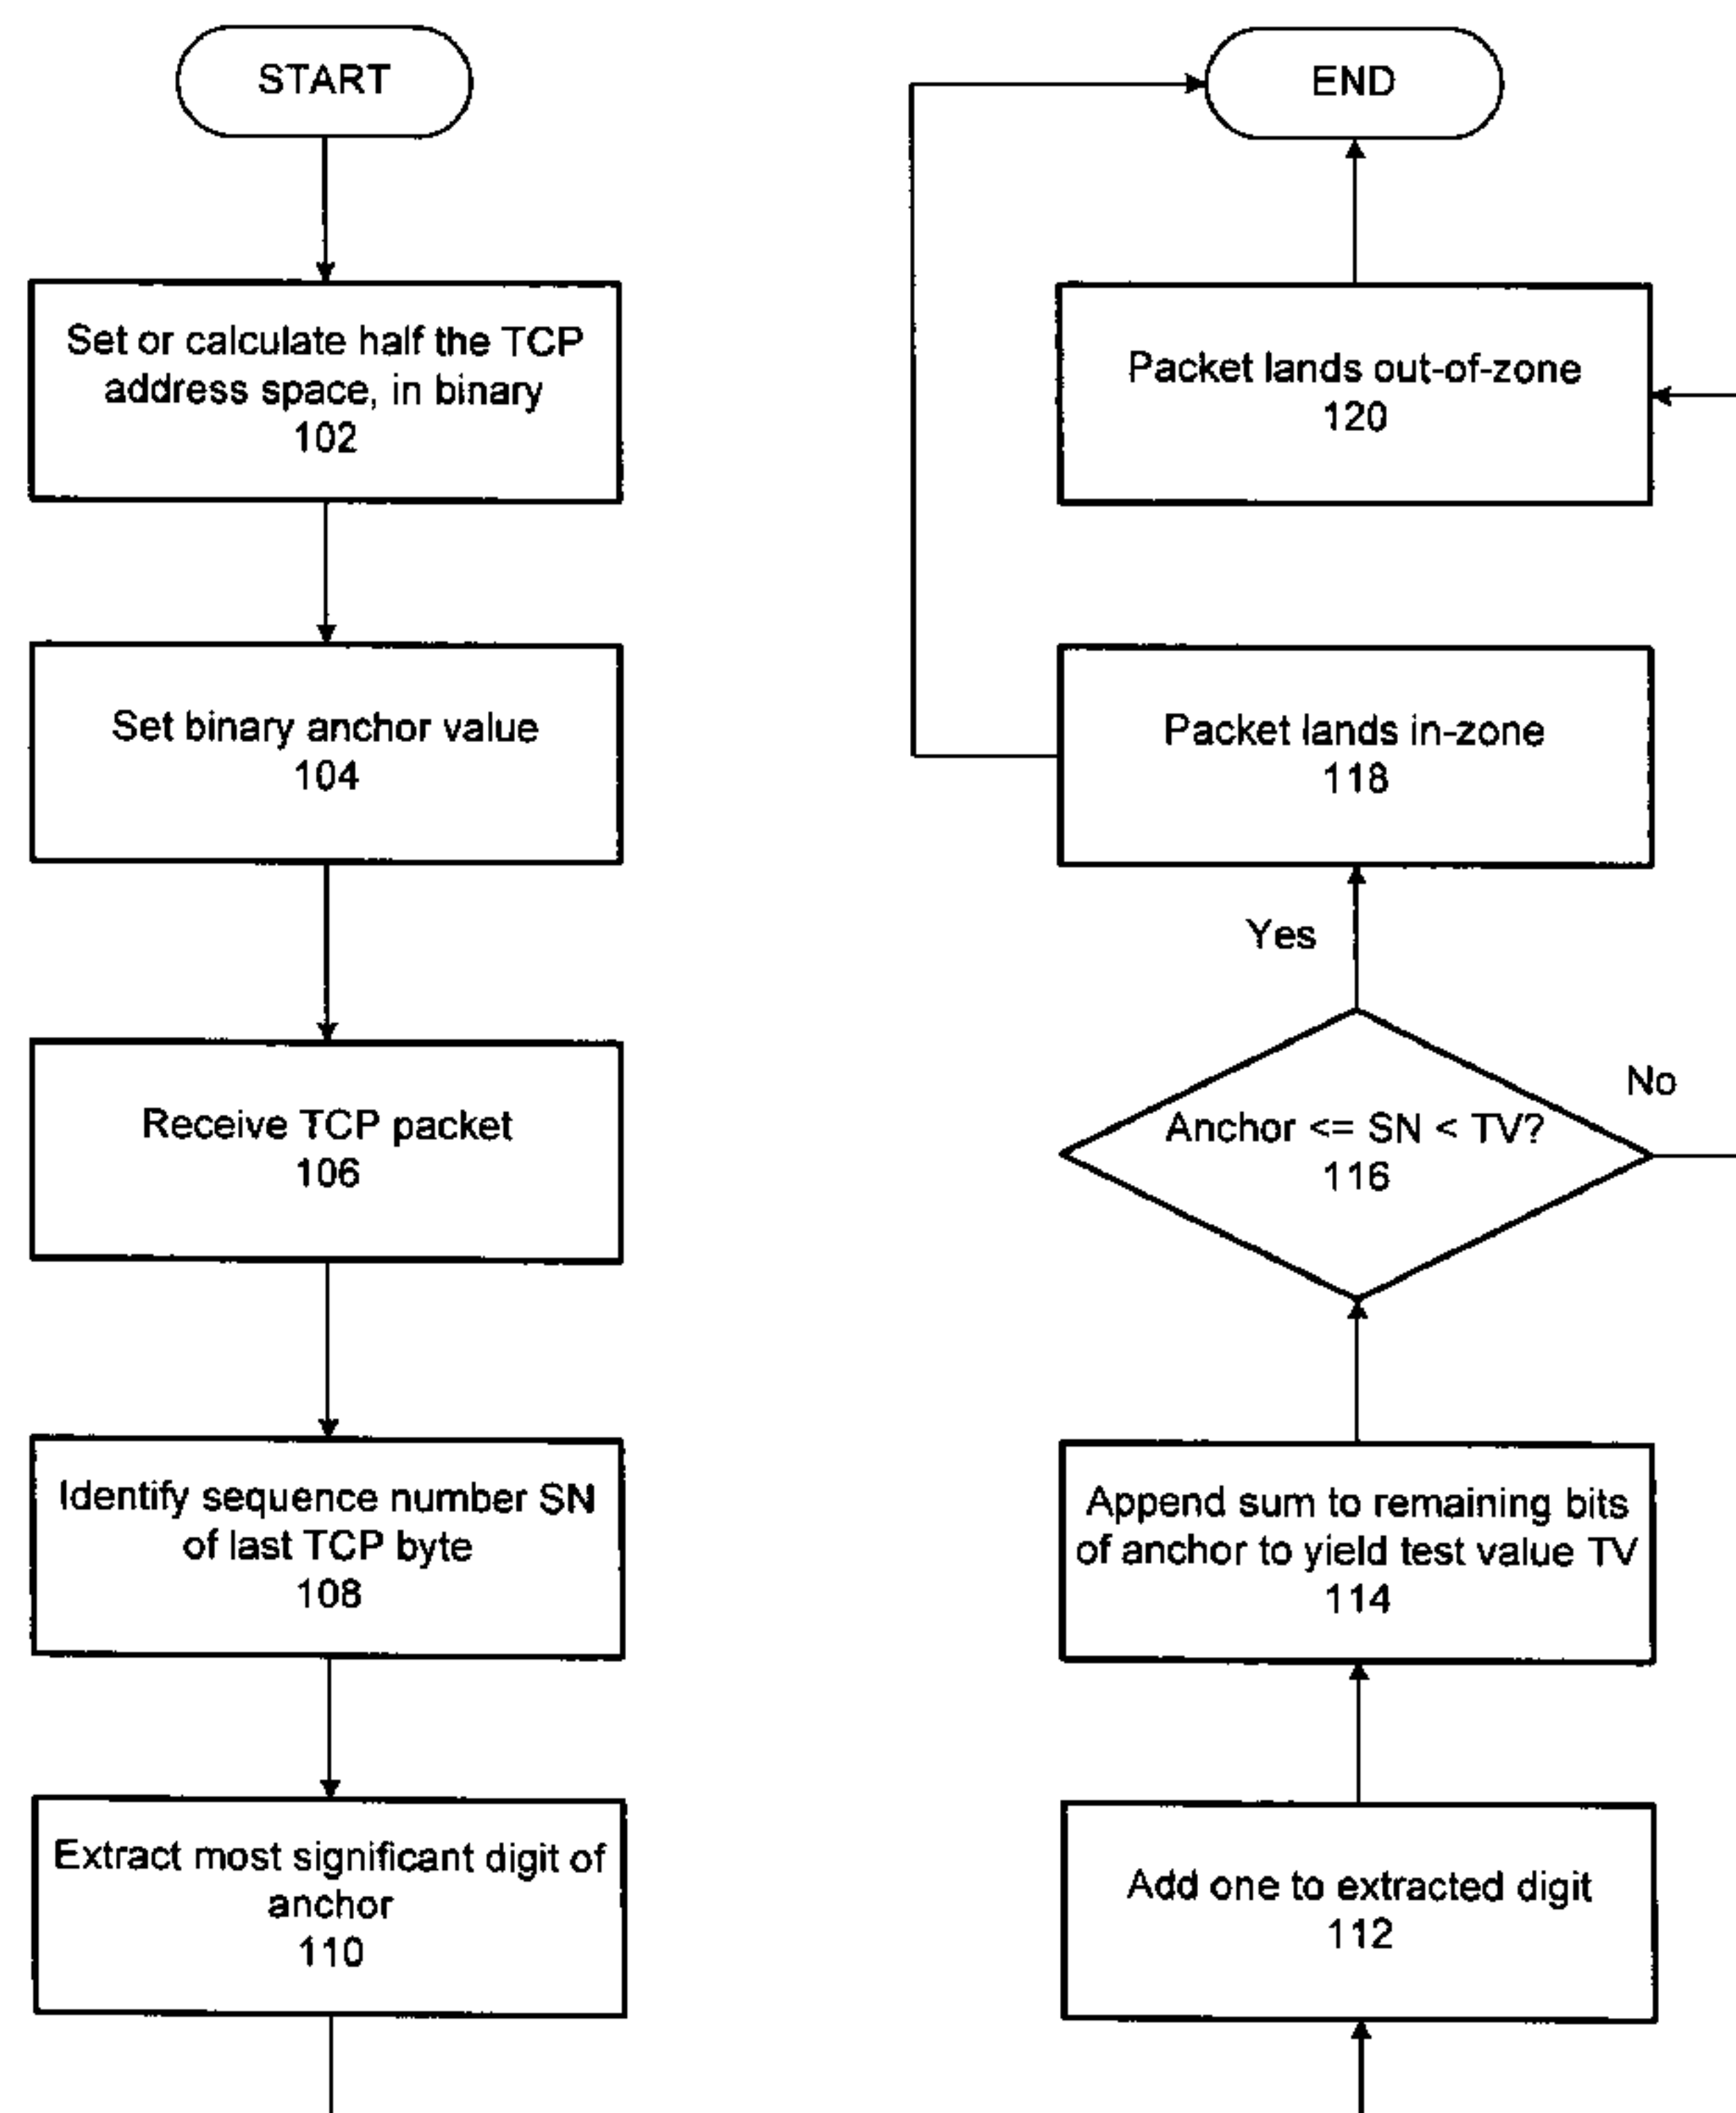 START
Set or calculate half the TCP
address space, in binary
102
Set binary anchor value
104
Receive TCP packet
106
Identify sequence number SN
of last TCP byte
108
Extract most significant digit of
anchor
110
END
Packet lands out-of-zone
120
Packet lands in-zone
118
Yes
No
Anchor <= SN < TV?
116
Append sum to remaining bits
of anchor to yield test value TV
114
Add one to extracted digit
112